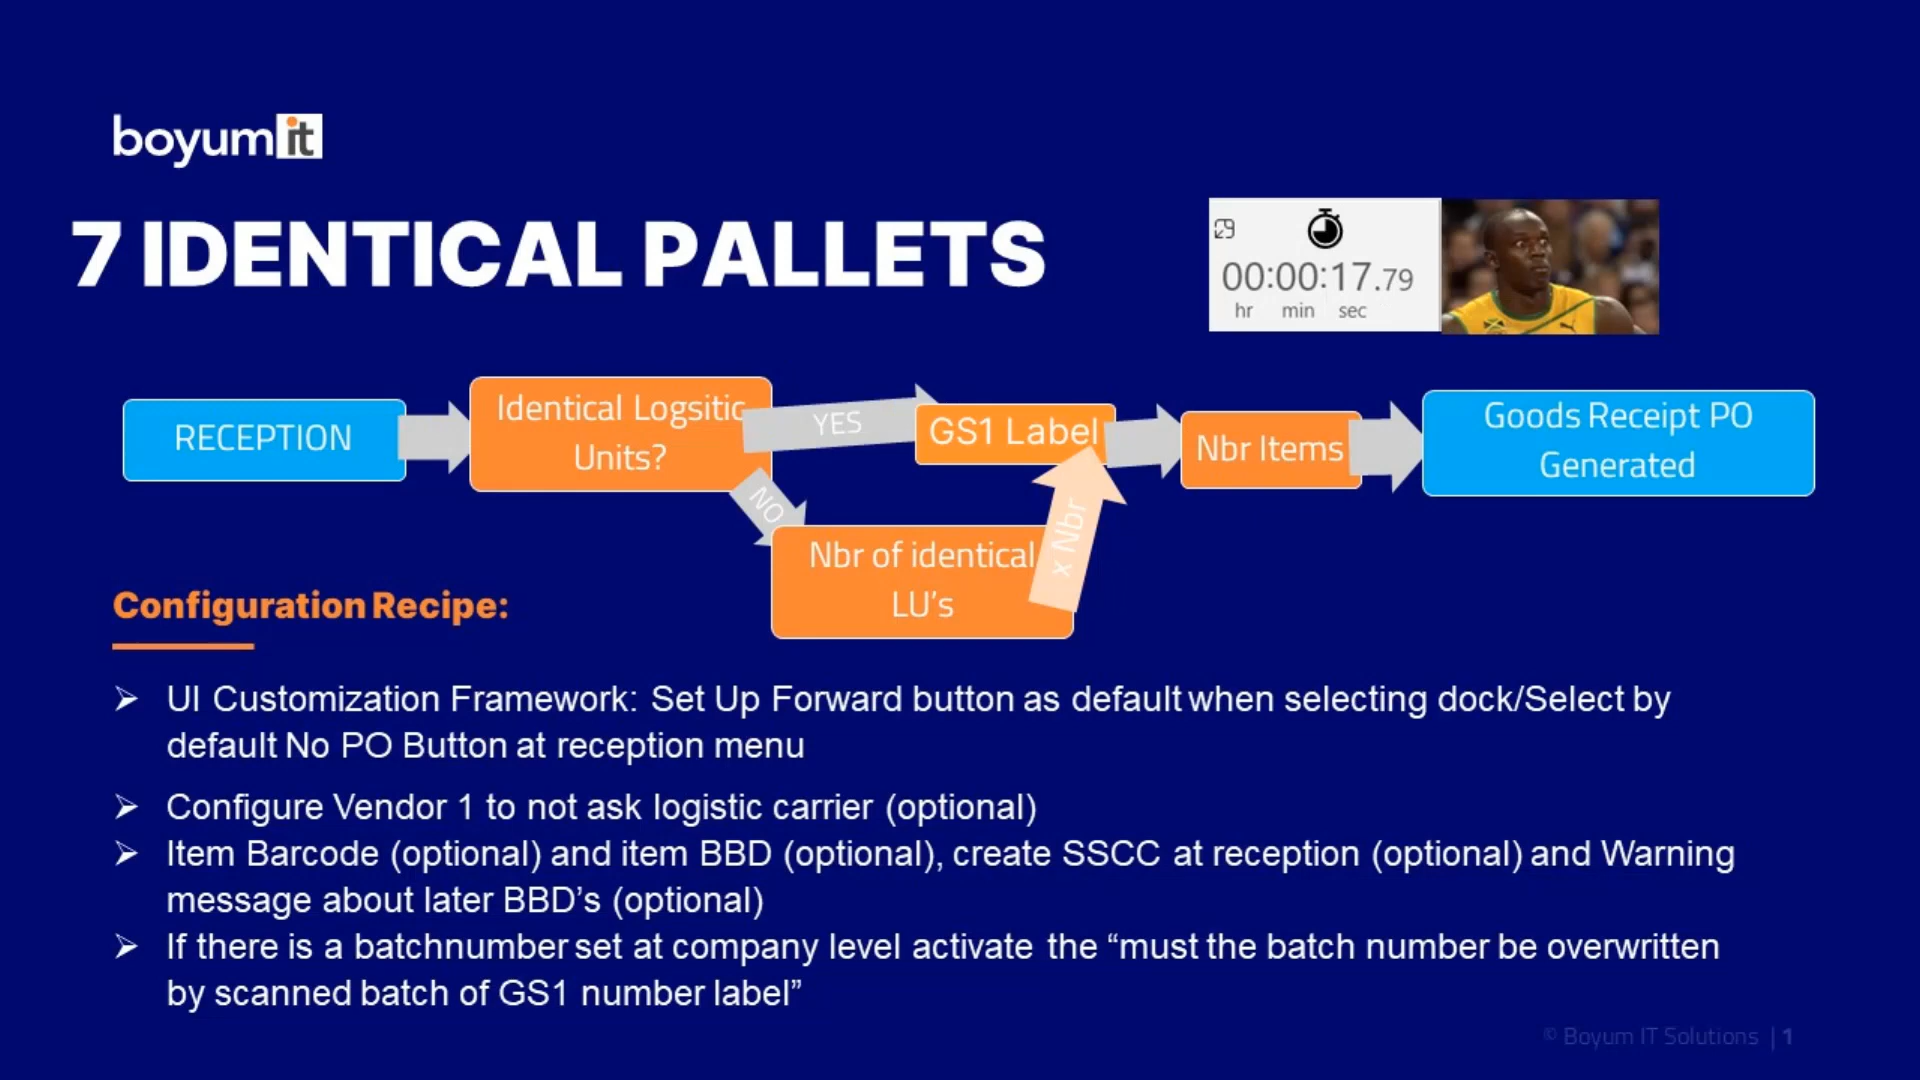 boyumit
7 IDENTICAL PALLETS
00:00:17.79
hr min sec
RECEPTION
Identical Logsitic
Units?
YES
GS1 Label
Nbr Items
Goods Receipt PO
Generated
NO
Nbr of identical
LU's
x Nbr
Configuration Recipe:
➢ UI Customization Framework: Set Up Forward button as default when selecting dock/Select by
default No PO Button at reception menu
➢ Configure Vendor 1 to not ask logistic carrier (optional)
➢ Item Barcode (optional) and item BBD (optional), create SSCC at reception (optional) and Warning
message about later BBD's (optional)
➢ If there is a batchnumber set at company level activate the “must the batch number be overwritten
by scanned batch of GS1 number label”
© Boyum IT Solutions | 1